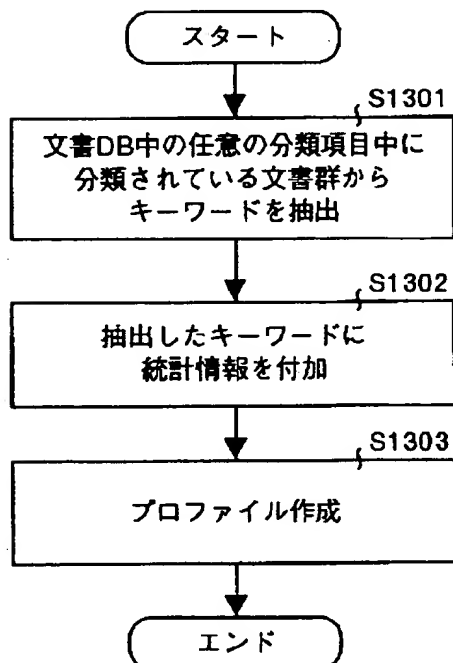 スタート
S1301
文書DB中の任意の分類項目中に
分類されている文書群から
キーワードを抽出
S1302
抽出したキーワードに
統計情報を付加
S1303
プロファイル作成
エンド